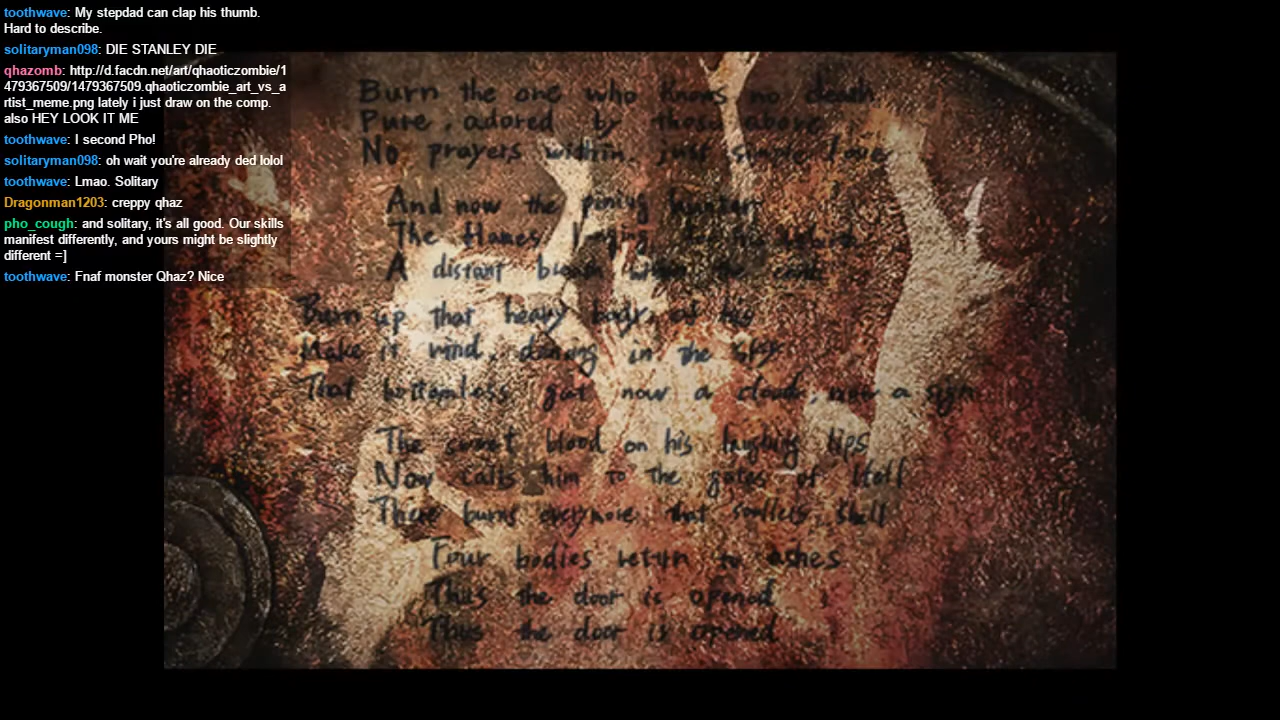 toothwave: My stepdad can clap his thumb.
Hard to describe.
solitaryman098: DIE STANLEY DIE
qhazomb: http://d.facdn.net/art/qhaoticzombie/1
479367509/1479367509.qhaoticzombie_art_vs_a
rtist_meme.png lately i just draw on the comp.
also HEY LOOK IT ME
toothwave: I second Pho!
solitaryman098: oh wait you're already ded lolol
toothwave: Lmao. Solitary
Dragonman1203: creppy qhaz
pho_cough: and solitary, it's all good. Our skills
manifest differently, and yours might be slightly
different =]
toothwave: Fnaf monster Qhaz? Nice
Burn the one who knows no death,
Pure, adored by those above
No prayers within, just simple love
And now the pining hunter
The flames
A distant
Burn up that heavy body of his
Make it wind, dancing in the sky
That bottomless gut now a cloud, now a sign
The sweet blood on his laughing lips
Now calls him to the gates of Hell
There burns evermore, that soulless shell
Four bodies return to ashes
Thus the door is opened
Thus the door is opened